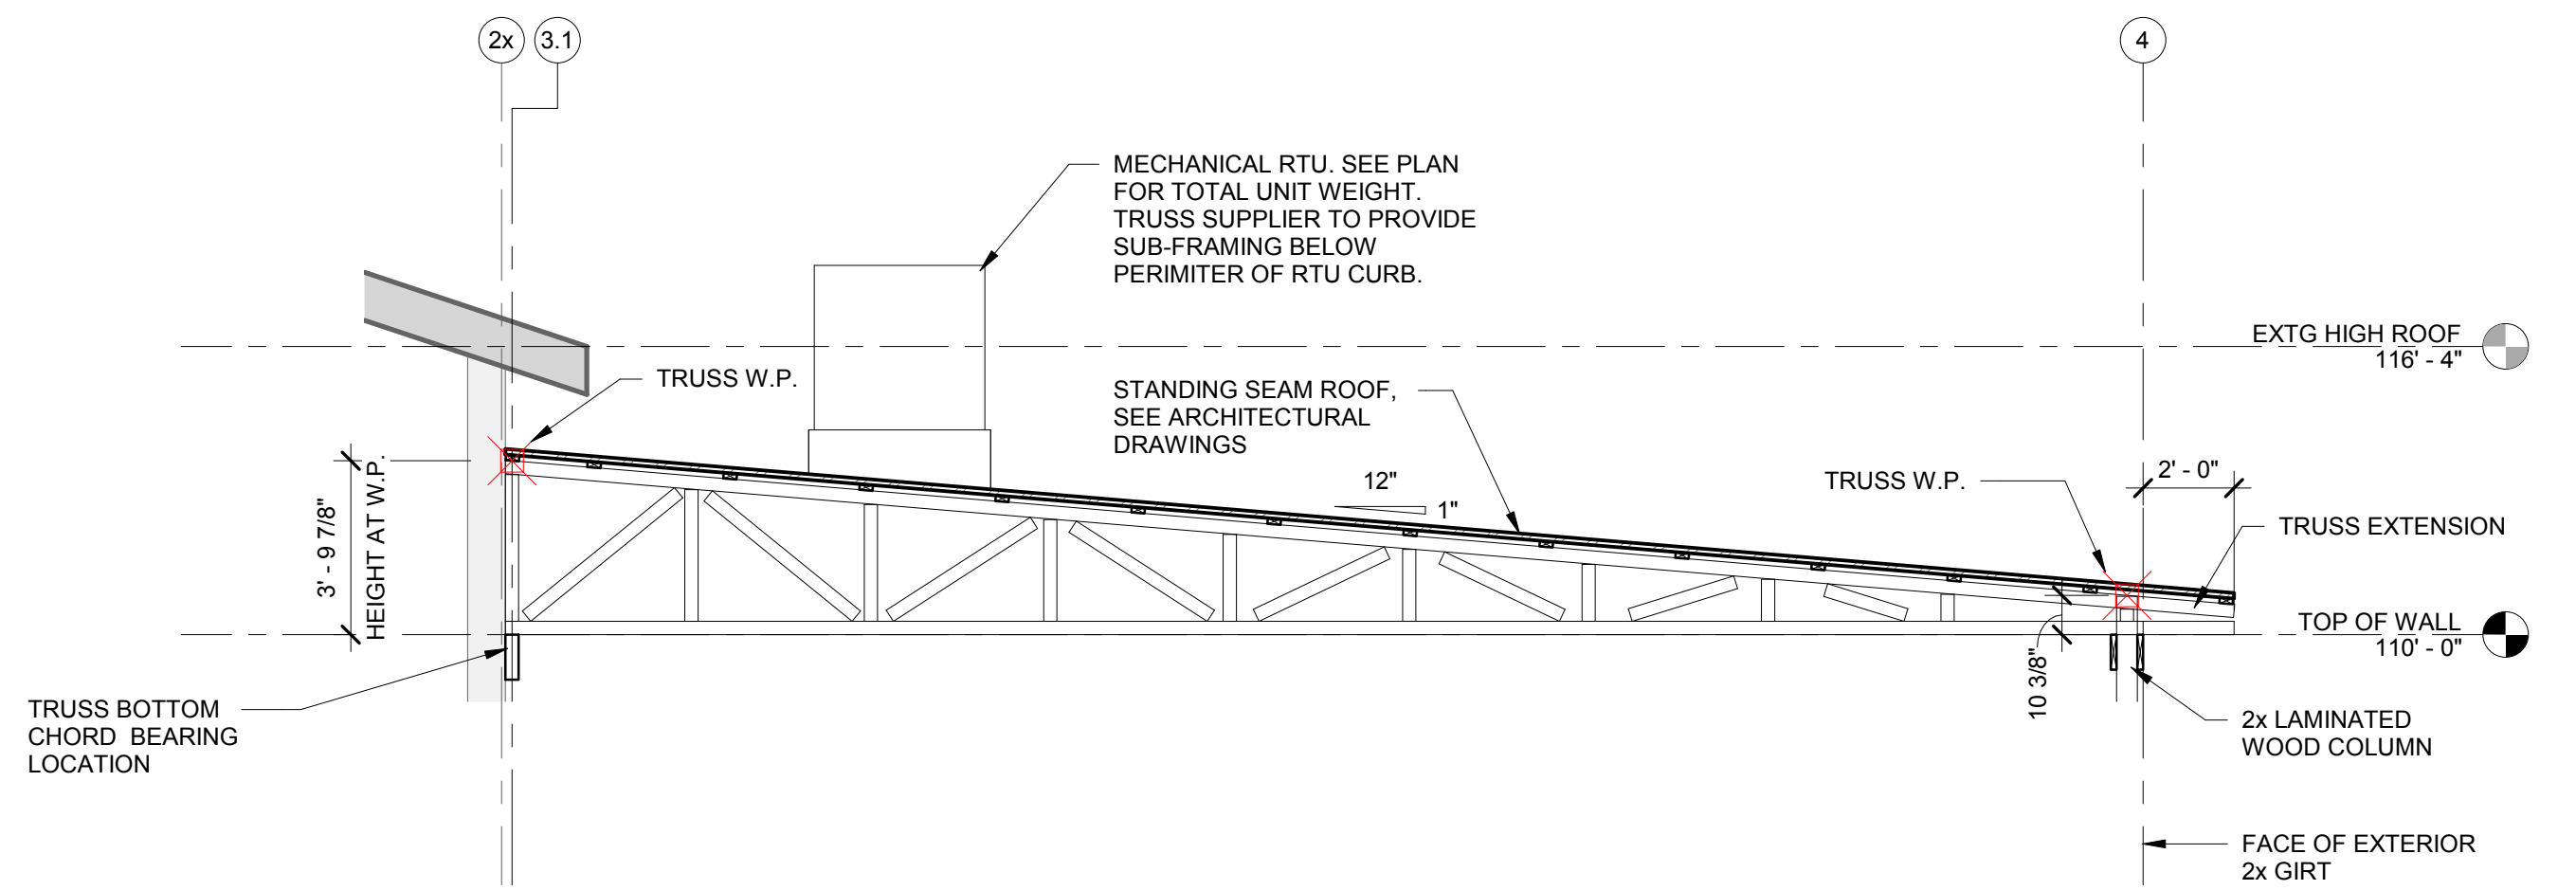 2x
3.1
4
MECHANICAL RTU. SEE PLAN
FOR TOTAL UNIT WEIGHT.
TRUSS SUPPLIER TO PROVIDE
SUB-FRAMING BELOW
PERIMITER OF RTU CURB.
EXTG HIGH ROOF
116' - 4"
TRUSS W.P.
STANDING SEAM ROOF,
SEE ARCHITECTURAL
DRAWINGS
12"
1"
TRUSS W.P.
2' - 0"
TRUSS EXTENSION
3' - 9 7/8"
HEIGHT AT W.P.
TOP OF WALL
110' - 0"
10 3/8"
TRUSS BOTTOM
CHORD BEARING
LOCATION
2x LAMINATED
WOOD COLUMN
FACE OF EXTERIOR
2x GIRT